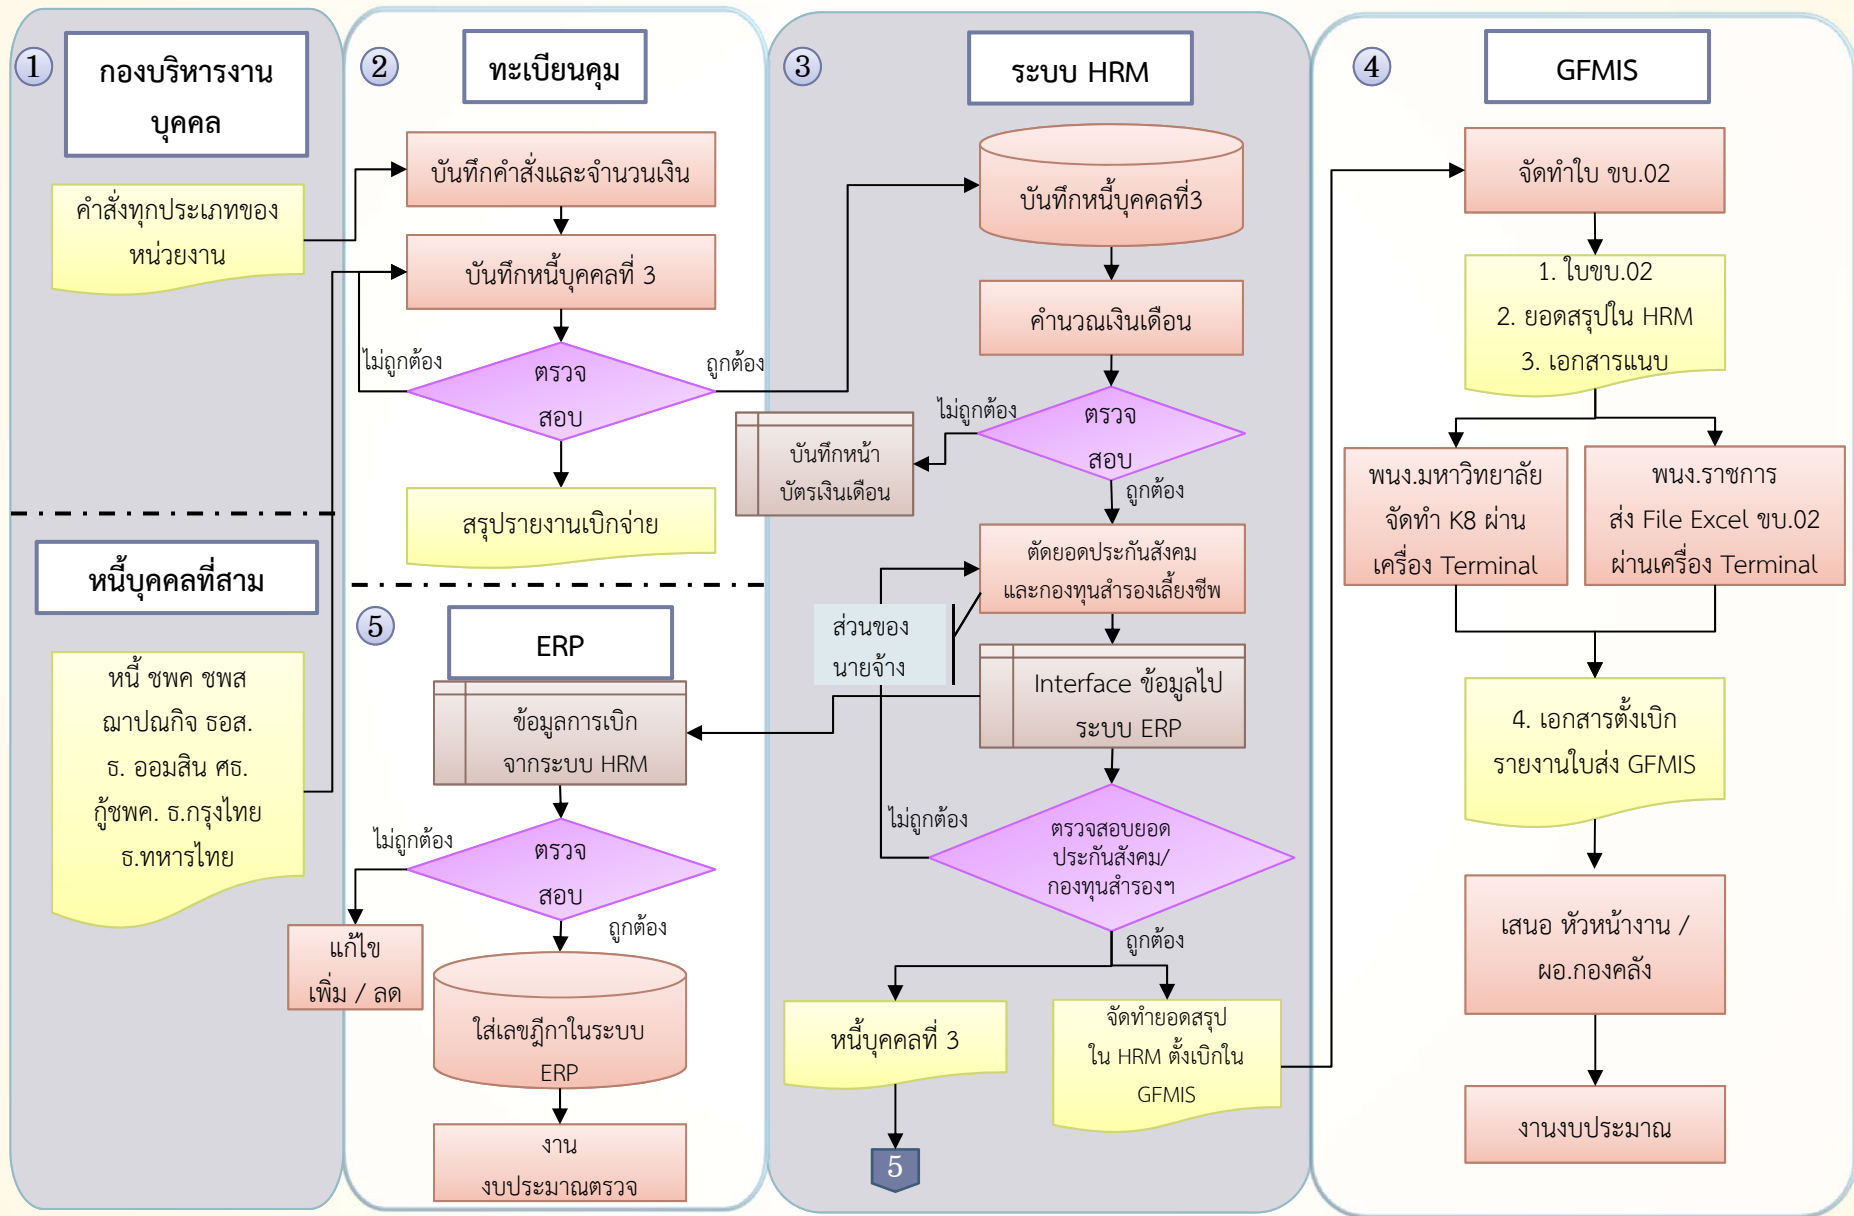 1
กองบริหารงาน
บุคคล
คำสั่งทุกประเภทของ
หน่วยงาน
หนี้บุคคลที่สาม
หนี้ ชพค ชพส
ฌาปณกิจ ธอส.
ธ. ออมสิน ศธ.
กู้ชพค. ธ.กรุงไทย
ธ.ทหารไทย
2
ทะเบียนคุม
บันทึกคำสั่งและจำนวนเงิน
บันทึกหนี้บุคคลที่ 3
ไม่ถูกต้อง
ถูกต้อง
ตรวจ
สอบ
สรุปรายงานเบิกจ่าย
5
ERP
ข้อมูลการเบิก
จากระบบ HRM
ไม่ถูกต้อง
ตรวจ
สอบ
ถูกต้อง
แก้ไข
เพิ่ม / ลด
ใส่เลขฎีกาในระบบ
ERP
งาน
งบประมาณตรวจ
3
ระบบ HRM
บันทึกหนี้บุคคลที่3
คำนวณเงินเดือน
ไม่ถูกต้อง
ตรวจ
สอบ
บันทึกหน้า
บัตรเงินเดือน
ถูกต้อง
ตัดยอดประกันสังคม
และกองทุนสำรองเลี้ยงชีพ
ส่วนของ
นายจ้าง
Interface ข้อมูลไป
ระบบ ERP
ไม่ถูกต้อง
ตรวจสอบยอด
ประกันสังคม/
กองทุนสำรองฯ
ถูกต้อง
หนี้บุคคลที่ 3
5
จัดทำยอดสรุป
ใน HRM ตั้งเบิกใน
GFMIS
4
GFMIS
จัดทำใบ ขบ.02
1. ใบขบ.02
2. ยอดสรุปใน HRM
3. เอกสารแนบ
พนง.มหาวิทยาลัย
จัดทำ K8 ผ่าน
เครื่อง Terminal
พนง.ราชการ
ส่ง File Excel ขบ.02
ผ่านเครื่อง Terminal
4. เอกสารตั้งเบิก
รายงานใบส่ง GFMIS
เสนอ หัวหน้างาน /
ผอ.กองคลัง
งานงบประมาณ